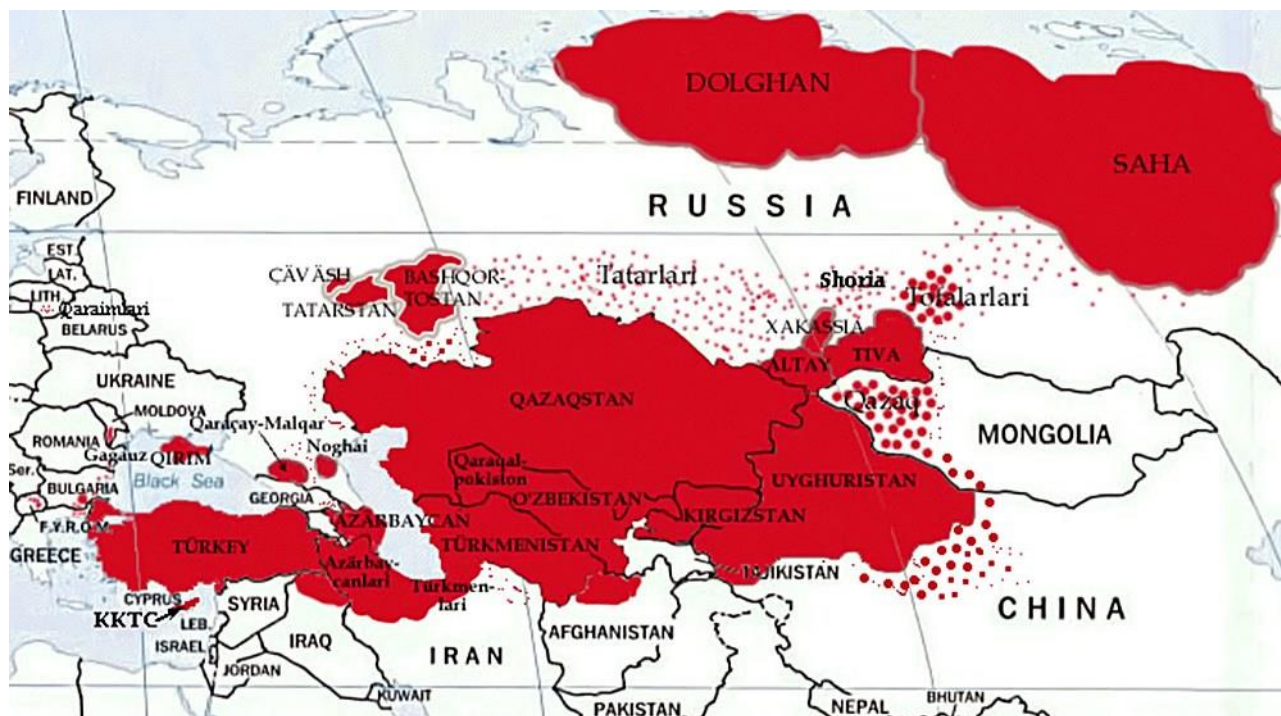 DOLGHAN
SAHA
FINLAND
RUSSIA
EST.
LAT.
LITH.
Qaraimlari
BELARUS
ÇÄVÄSH
BASHQOR-
TOSTAN
TATARSTAN
Tatarlari
Shoria
Tofalarlari
XAKASSIA
ALTAY
TIVA
UKRAINE
MOLDOVA
QAZAQSTAN
Qazaq
MONGOLIA
ROMANIA
Qaraçay-Malqar
Noghai
Gagauz
QIRIM
Ser.
BULGARIA
Black Sea
GEORGIA
Qaraqal-
pokiston
O'ZBEKISTAN
UYGHURISTAN
KIRGIZSTAN
F.Y.R.O.M.
GREECE
TÜRKEY
AZÄRBAYCAN
TÜRKMENISTAN
Azärbay-
canlari
Türkmen-
lari
TAJIKISTAN
CYPRUS
KKTC
SYRIA
LEB.
ISRAEL
IRAQ
JORDAN
IRAN
KUWAIT
AFGHANISTAN
PAKISTAN
CHINA
NEPAL
BHUTAN